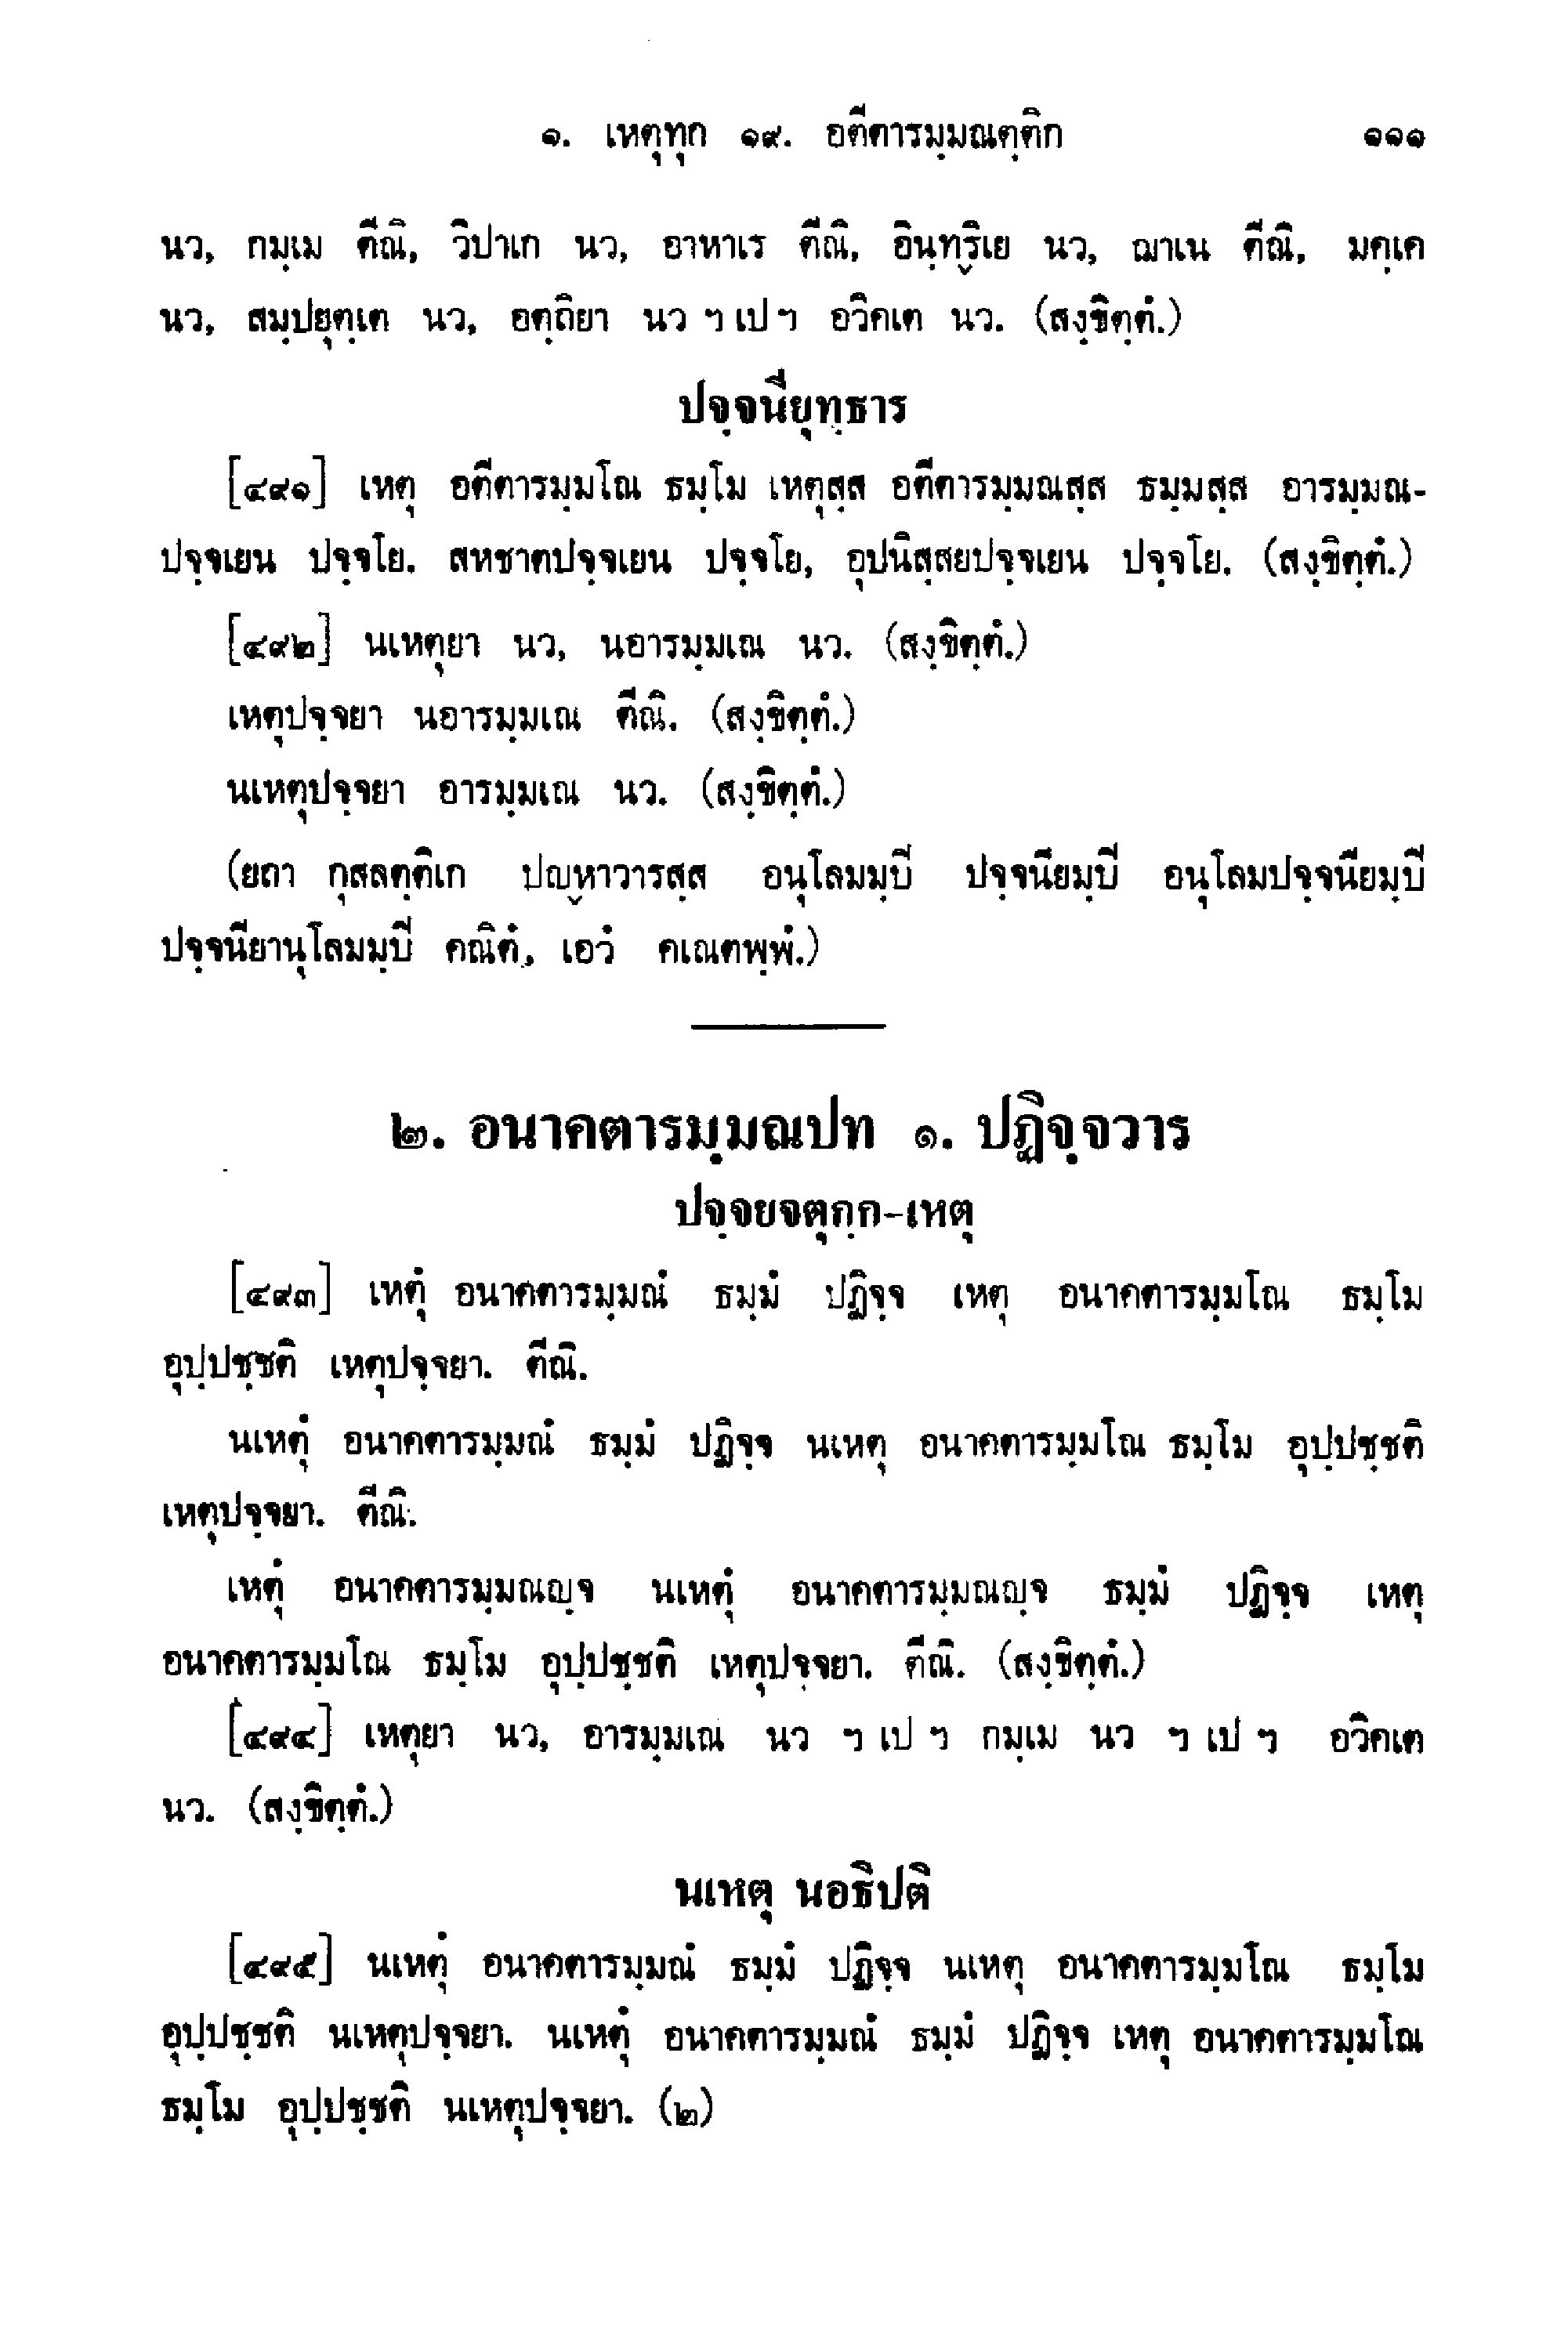 ๑. เหตุทุก ๑๙. อตีตารมฺมณตฺติก ๑๑๑
นว, กมฺเม ตีณิ, วิปาเก นว, อาหาเร ตีณิ, อินฺทฺริเย นว, ฌาเน ตีณิ, มคฺเค
นว, สมฺปยุตฺเต นว, อตฺถิยา นว ฯ เป ฯ อวิคเต นว. (สงฺขิตฺตํ.)
ปจฺจนียุทฺธาร
[๔๙๑] เหตุ อตีตารมฺมโณ ธมฺโม เหตุสฺส อตีตารมฺมณสฺส ธมฺมสฺส อารมฺมณ-
ปจฺจเยน ปจฺจโย. สหชาตปจฺจเยน ปจฺจโย, อุปนิสฺสยปจฺจเยน ปจฺจโย. (สงฺขิตฺตํ.)
[๔๙๒] นเหตุยา นว, นอารมฺมเณ นว. (สงฺขิตฺตํ.)
เหตุปจฺจยา นอารมฺมเณ ตีณิ. (สงฺขิตฺตํ.)
นเหตุปจฺจยา อารมฺมเณ นว. (สงฺขิตฺตํ.)
(ยถา กุสลตฺติเก ปญฺหาวารสฺส อนุโลมมฺปิ ปจฺจนียมฺปิ อนุโลมปจฺจนียมฺปิ
ปจฺจนียานุโลมมฺปิ คณิตํ, เอวํ คเณตพฺพํ.)
๒. อนาคตารมฺมณปท ๑. ปฏิจฺจวาร
ปจฺจยจตุกฺก-เหตุ
[๔๙๓] เหตุํ อนาคตารมฺมณํ ธมฺมํ ปฏิจฺจ เหตุ อนาคตารมฺมโณ ธมฺโม
อุปฺปชฺชติ เหตุปจฺจยา. ตีณิ.
นเหตุํ อนาคตารมฺมณํ ธมฺมํ ปฏิจฺจ นเหตุ อนาคตารมฺมโณ ธมฺโม อุปฺปชฺชติ
เหตุปจฺจยา. ตีณิ.
เหตุํ อนาคตารมฺมณญฺจ นเหตุํ อนาคตารมฺมณญฺจ ธมฺมํ ปฏิจฺจ เหตุ
อนาคตารมฺมโณ ธมฺโม อุปฺปชฺชติ เหตุปจฺจยา. ตีณิ. (สงฺขิตฺตํ.)
[๔๙๔] เหตุยา นว, อารมฺมเณ นว ฯ เป ฯ กมฺเม นว ฯ เป ฯ อวิคเต
นว. (สงฺขิตฺตํ.)
นเหตุ นอธิปติ
[๔๙๕] นเหตุํ อนาคตารมฺมณํ ธมฺมํ ปฏิจฺจ นเหตุ อนาคตารมฺมโณ ธมฺโม
อุปฺปชฺชติ นเหตุปจฺจยา. นเหตุํ อนาคตารมฺมณํ ธมฺมํ ปฏิจฺจ เหตุ อนาคตารมฺมโณ
ธมฺโม อุปฺปชฺชติ นเหตุปจฺจยา. (๒)